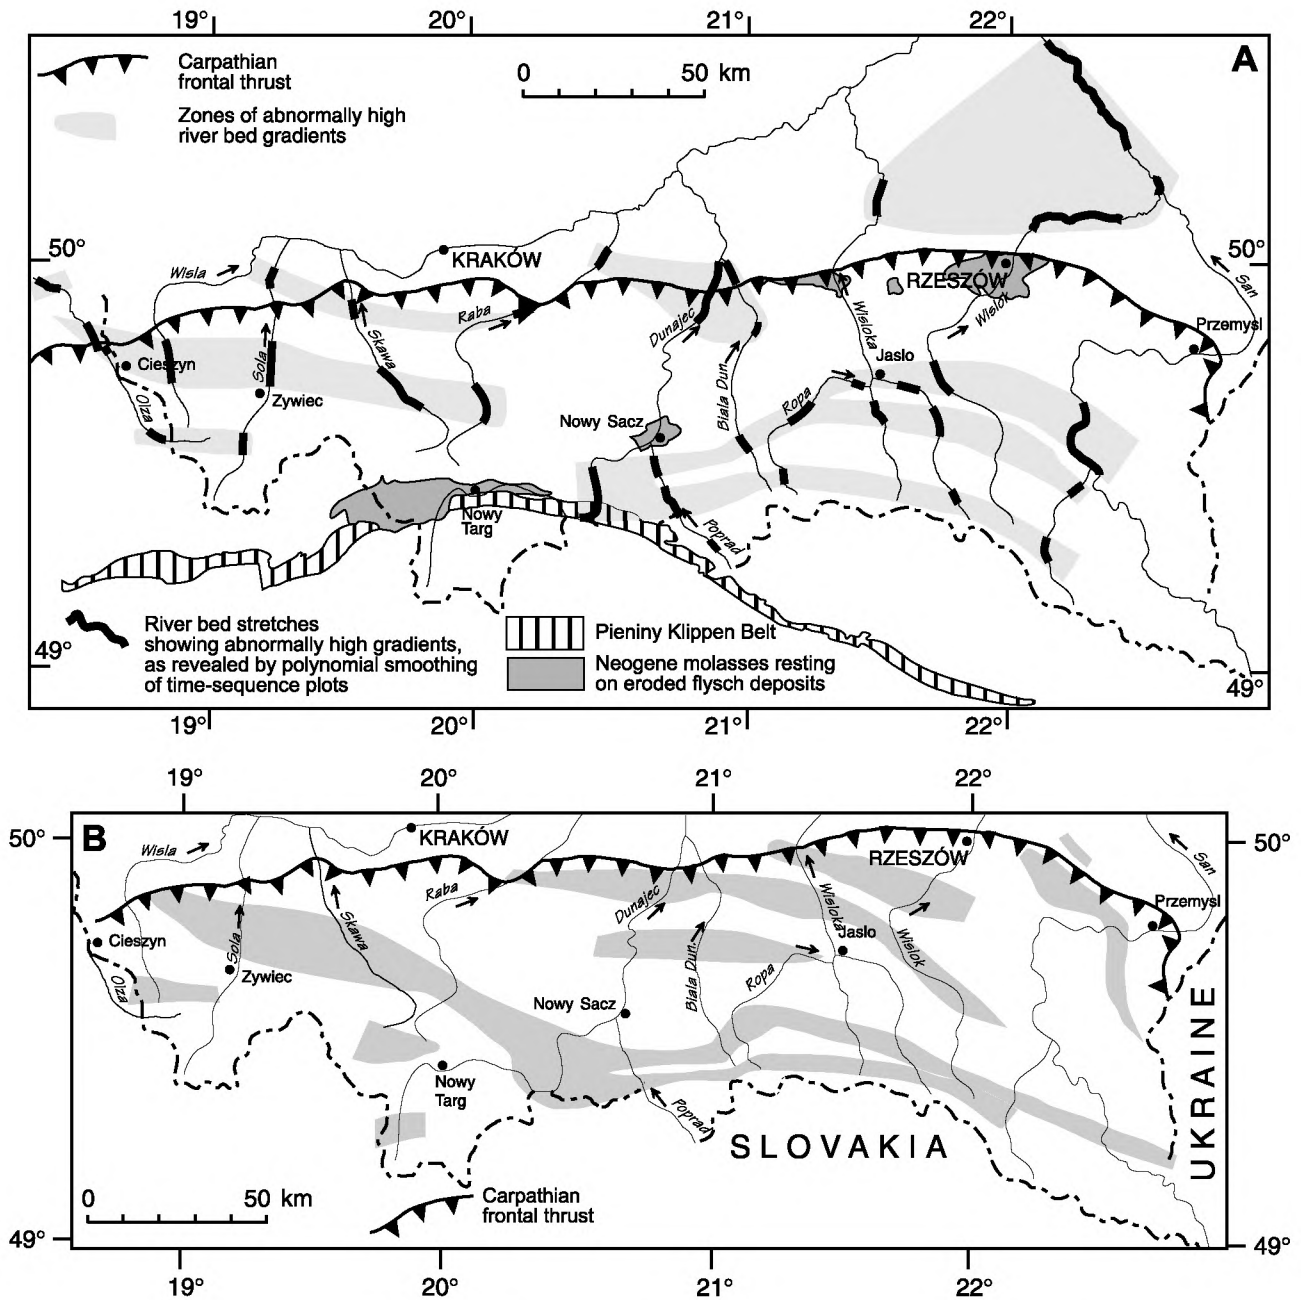 19° 20° 21° 22°
A
Carpathian
frontal thrust
0 50 km
Zones of abnormally high
river bed gradients
50° 50°
Wisla
KRAKÓW
RZESZÓW
San
Raba
Dunajec
Wisloka
Wislok
Przemysl
Skawa
Sola
Cieszyn
Jaslo
Zywiec
Olza
Biala Dun.
Ropa
Nowy Sacz
Nowy
Targ
Poprad
River bed stretches
showing abnormally high gradients,
as revealed by polynomial smoothing
of time-sequence plots
Pieniny Klippen Belt
Neogene molasses resting
on eroded flysch deposits
49° 49°
19° 20° 21° 22°
19° 20° 21° 22°
B
50° 50°
Wisla
KRAKÓW
RZESZÓW
San
Raba
Dunajec
Wisloka
Przemysl
Skawa
Sola
Cieszyn
Jaslo
Wislok
Zywiec
Olza
Biala Dun.
Ropa
Nowy Sacz
Nowy
Targ
Poprad
SLOVAKIA
UKRAINE
0 50 km
Carpathian
frontal thrust
49° 49°
19° 20° 21° 22°